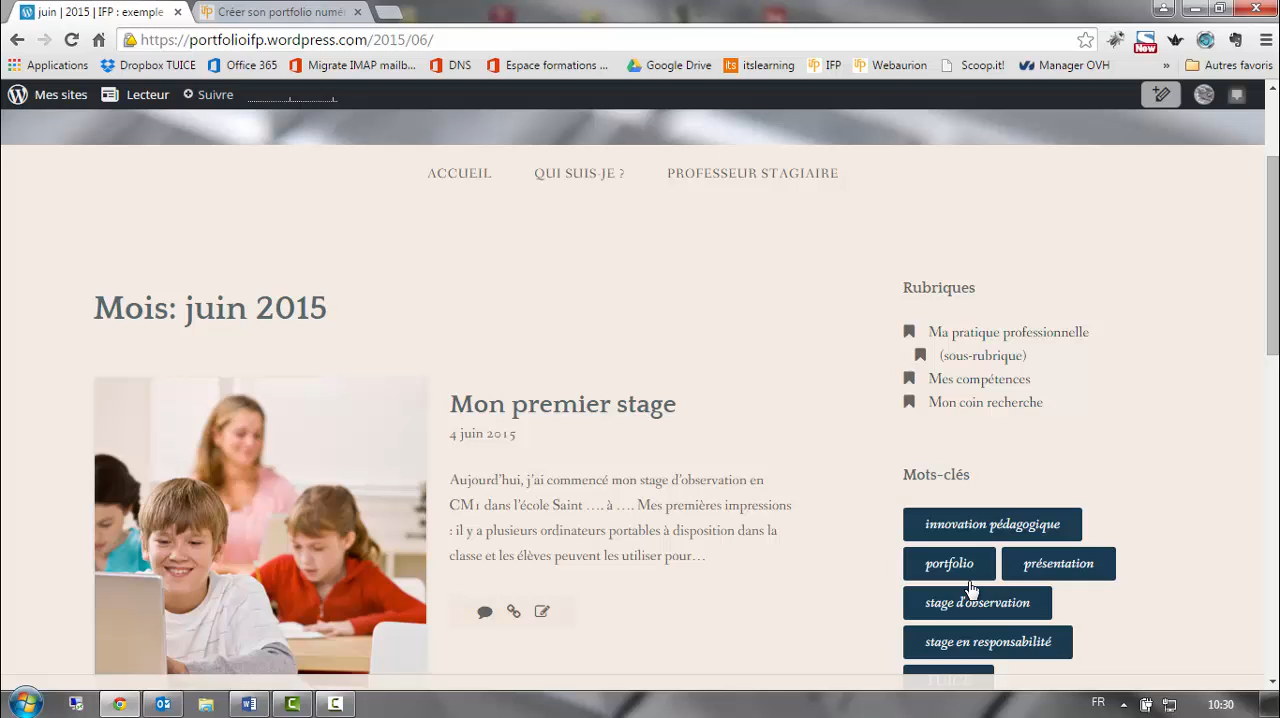 juin | 2015 | IFP : exemple
Créer son portfolio numér
https://portfolioifp.wordpress.com/2015/06/
New
Applications
Dropbox TUICE
Office 365
Migrate IMAP mailb...
DNS
Espace formations ...
Google Drive
its itslearning
ifp IFP
ifp Webaurion
Scoop.it!
Manager OVH
»
Autres favoris
Mes sites
Lecteur
Suivre
ACCUEIL
QUI SUIS-JE ?
PROFESSEUR STAGIAIRE
Mois: juin 2015
Mon premier stage
4 juin 2015
Aujourd’hui, j’ai commencé mon stage d’observation en
CM1 dans l’école Saint …. à …. Mes premières impressions
: il y a plusieurs ordinateurs portables à disposition dans la
classe et les élèves peuvent les utiliser pour…
Rubriques
Ma pratique professionnelle
(sous-rubrique)
Mes compétences
Mon coin recherche
Mots-clés
innovation pédagogique
portfolio
présentation
stage d'observation
stage en responsabilité
FR
10:30